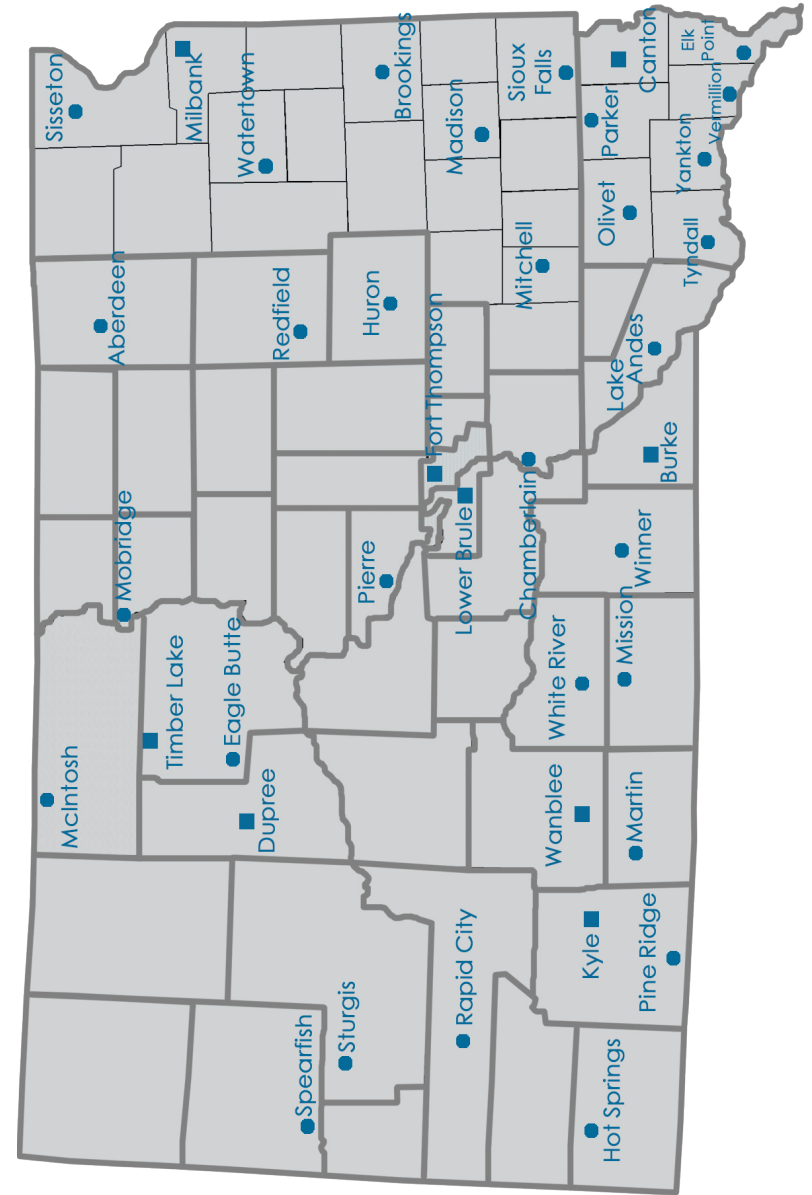 McIntosh
Mobridge
Aberdeen
Sisseton
Timber Lake
Milbank
Eagle Butte
Dupree
Watertown
Redfield
Spearfish
Sturgis
Pierre
Huron
Brookings
Rapid City
Lower Brule
Fort Thompson
Madison
Chamberlain
Mitchell
Sioux
Falls
Wanblee
White River
Kyle
Hot Springs
Pine Ridge
Martin
Mission
Winner
Burke
Lake
Andes
Olivet
Parker
Canton
Tyndall
Yankton
Vermillion
Elk
Point